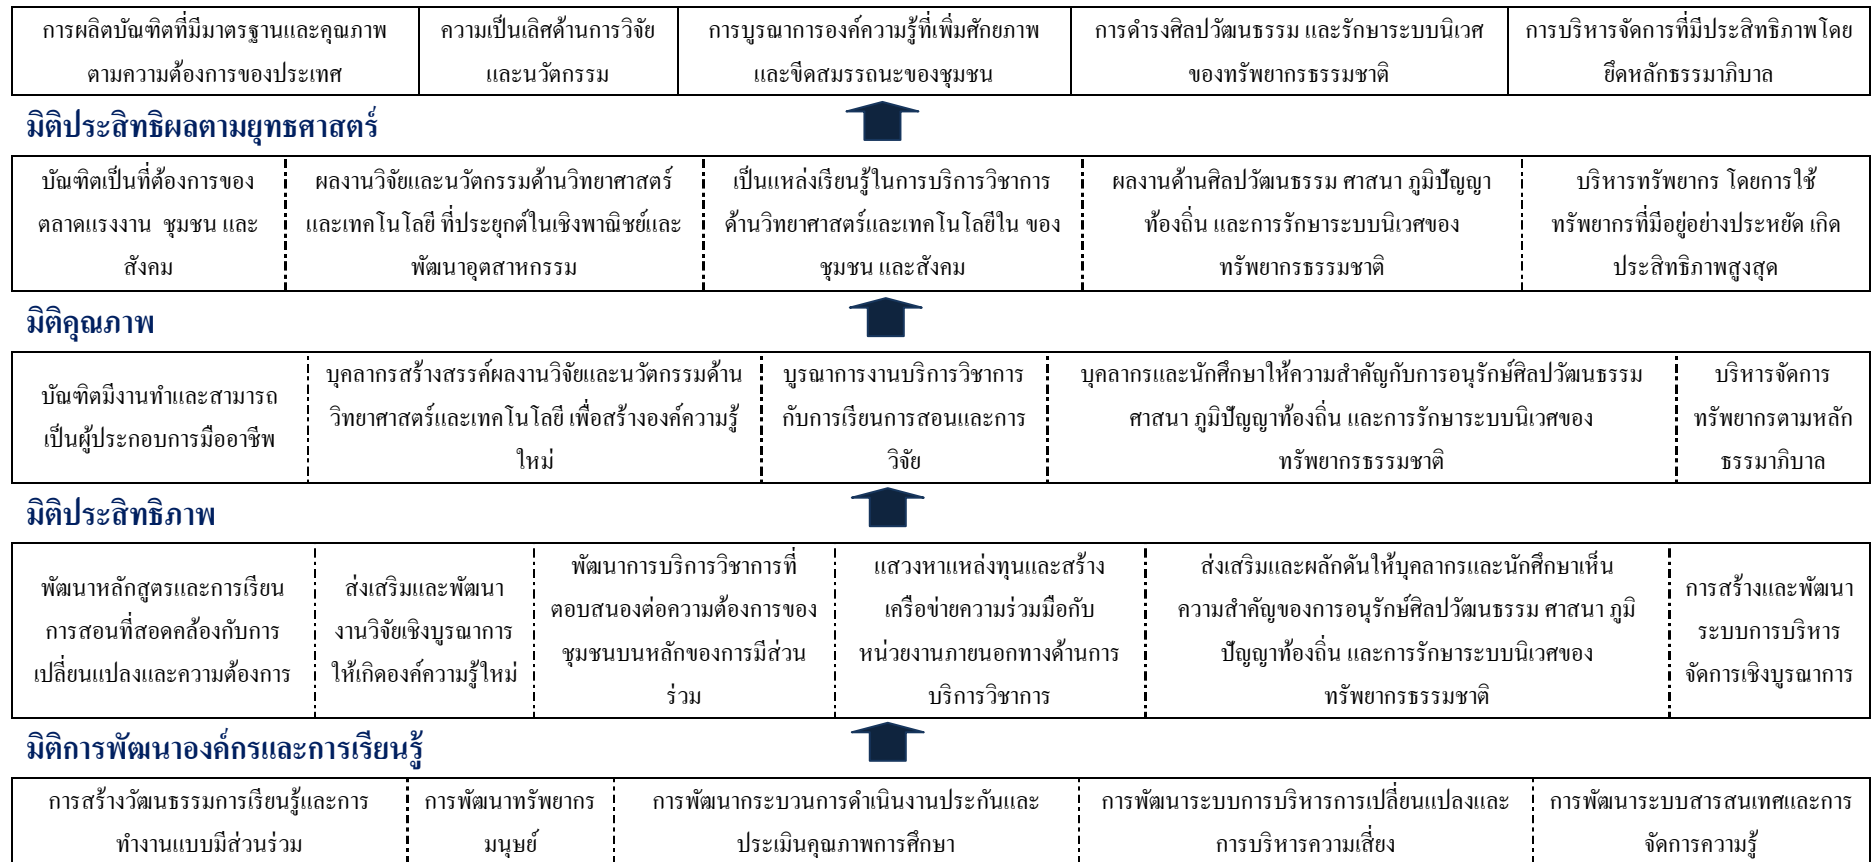 การผลิตบัณฑิตที่มีมาตรฐานและคุณภาพ
ตามความต้องการของประเทศ
ความเป็นเลิศด้านการวิจัย
และนวัตกรรม
การบูรณาการองค์ความรู้ที่เพิ่มศักยภาพ
และขีดสมรรถนะของชุมชน
การดำรงศิลปวัฒนธรรม และรักษาระบบนิเวศ
ของทรัพยากรธรรมชาติ
การบริหารจัดการที่มีประสิทธิภาพโดย
ยึดหลักธรรมาภิบาล
มิติประสิทธิผลตามยุทธศาสตร์
บัณฑิตเป็นที่ต้องการของ
ตลาดแรงงาน ชุมชน และ
สังคม
ผลงานวิจัยและนวัตกรรมด้านวิทยาศาสตร์
และเทคโนโลยี ที่ประยุกต์ในเชิงพาณิชย์และ
พัฒนาอุตสาหกรรม
เป็นแหล่งเรียนรู้ในการบริการวิชาการ
ด้านวิทยาศาสตร์และเทคโนโลยีใน ของ
ชุมชน และสังคม
ผลงานด้านศิลปวัฒนธรรม ศาสนา ภูมิปัญญา
ท้องถิ่น และการรักษาระบบนิเวศของ
ทรัพยากรธรรมชาติ
บริหารทรัพยากร โดยการใช้
ทรัพยากรที่มีอยู่อย่างประหยัด เกิด
ประสิทธิภาพสูงสุด
มิติคุณภาพ
บัณฑิตมีงานทำและสามารถ
เป็นผู้ประกอบการมืออาชีพ
บุคลากรสร้างสรรค์ผลงานวิจัยและนวัตกรรมด้าน
วิทยาศาสตร์และเทคโนโลยี เพื่อสร้างองค์ความรู้
ใหม่
บูรณาการงานบริการวิชาการ
กับการเรียนการสอนและการ
วิจัย
บุคลากรและนักศึกษาให้ความสำคัญกับการอนุรักษ์ศิลปวัฒนธรรม
ศาสนา ภูมิปัญญาท้องถิ่น และการรักษาระบบนิเวศของ
ทรัพยากรธรรมชาติ
บริหารจัดการ
ทรัพยากรตามหลัก
ธรรมาภิบาล
มิติประสิทธิภาพ
พัฒนาหลักสูตรและการเรียน
การสอนที่สอดคล้องกับการ
เปลี่ยนแปลงและความต้องการ
ส่งเสริมและพัฒนา
งานวิจัยเชิงบูรณาการ
ให้เกิดองค์ความรู้ใหม่
พัฒนาการบริการวิชาการที่
ตอบสนองต่อความต้องการของ
ชุมชนบนหลักของการมีส่วน
ร่วม
แสวงหาแหล่งทุนและสร้าง
เครือข่ายความร่วมมือกับ
หน่วยงานภายนอกทางด้านการ
บริการวิชาการ
ส่งเสริมและผลักดันให้บุคลากรและนักศึกษาเห็น
ความสำคัญของการอนุรักษ์ศิลปวัฒนธรรม ศาสนา ภูมิ
ปัญญาท้องถิ่น และการรักษาระบบนิเวศของ
ทรัพยากรธรรมชาติ
การสร้างและพัฒนา
ระบบการบริหาร
จัดการเชิงบูรณาการ
มิติการพัฒนาองค์กรและการเรียนรู้
การสร้างวัฒนธรรมการเรียนรู้และการ
ทำงานแบบมีส่วนร่วม
การพัฒนาทรัพยากร
มนุษย์
การพัฒนากระบวนการดำเนินงานประกันและ
ประเมินคุณภาพการศึกษา
การพัฒนาระบบการบริหารการเปลี่ยนแปลงและ
การบริหารความเสี่ยง
การพัฒนาระบบสารสนเทศและการ
จัดการความรู้